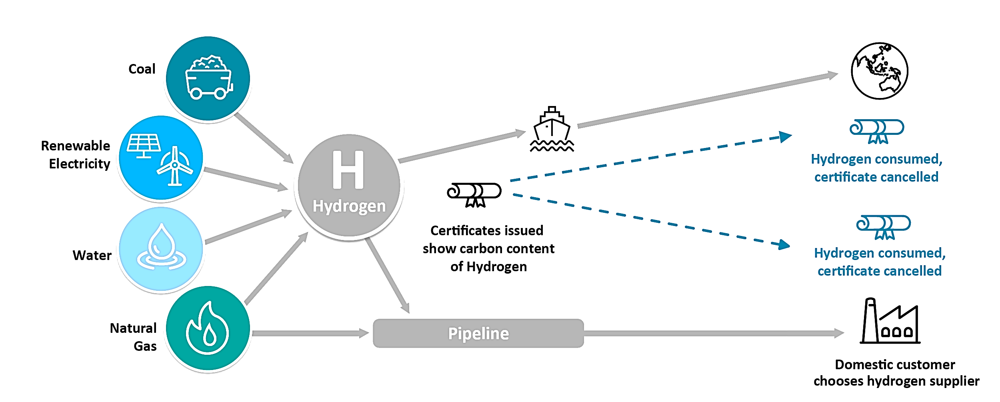 Coal
Renewable
Electricity
Water
Natural
Gas
H
Hydrogen
Certificates issued
show carbon content
of Hydrogen
Pipeline
Hydrogen consumed,
certificate cancelled
Hydrogen consumed,
certificate cancelled
Domestic customer
chooses hydrogen supplier